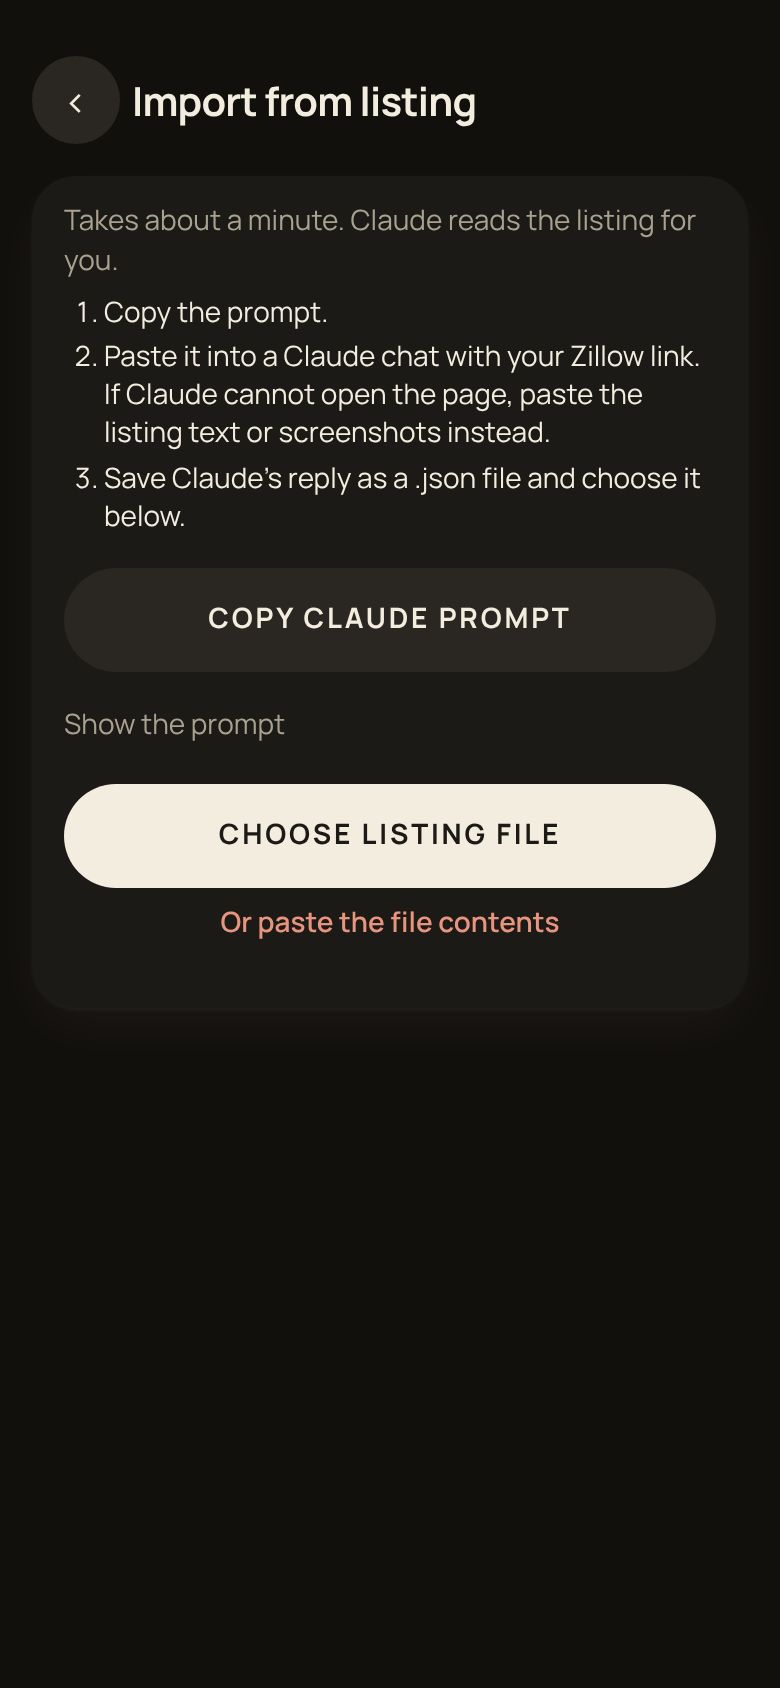 Import from listing
Takes about a minute. Claude reads the listing for
you.
1. Copy the prompt.
2. Paste it into a Claude chat with your Zillow link.
If Claude cannot open the page, paste the
listing text or screenshots instead.
3. Save Claude’s reply as a .json file and choose it
below.
COPY CLAUDE PROMPT
Show the prompt
CHOOSE LISTING FILE
Or paste the file contents